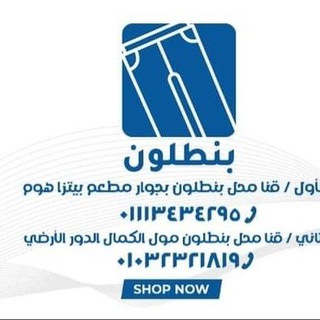 بنطلون
أول / قنا محل بنطلون بجوار مطعم بيتزا هوم
٠١١١٣٤٣٤٢٩٥
ثاني / قنا محل بنطلون مول الكمال الدور الأرضي
٠١٠٣٢٣٢١٨١٩
SHOP NOW